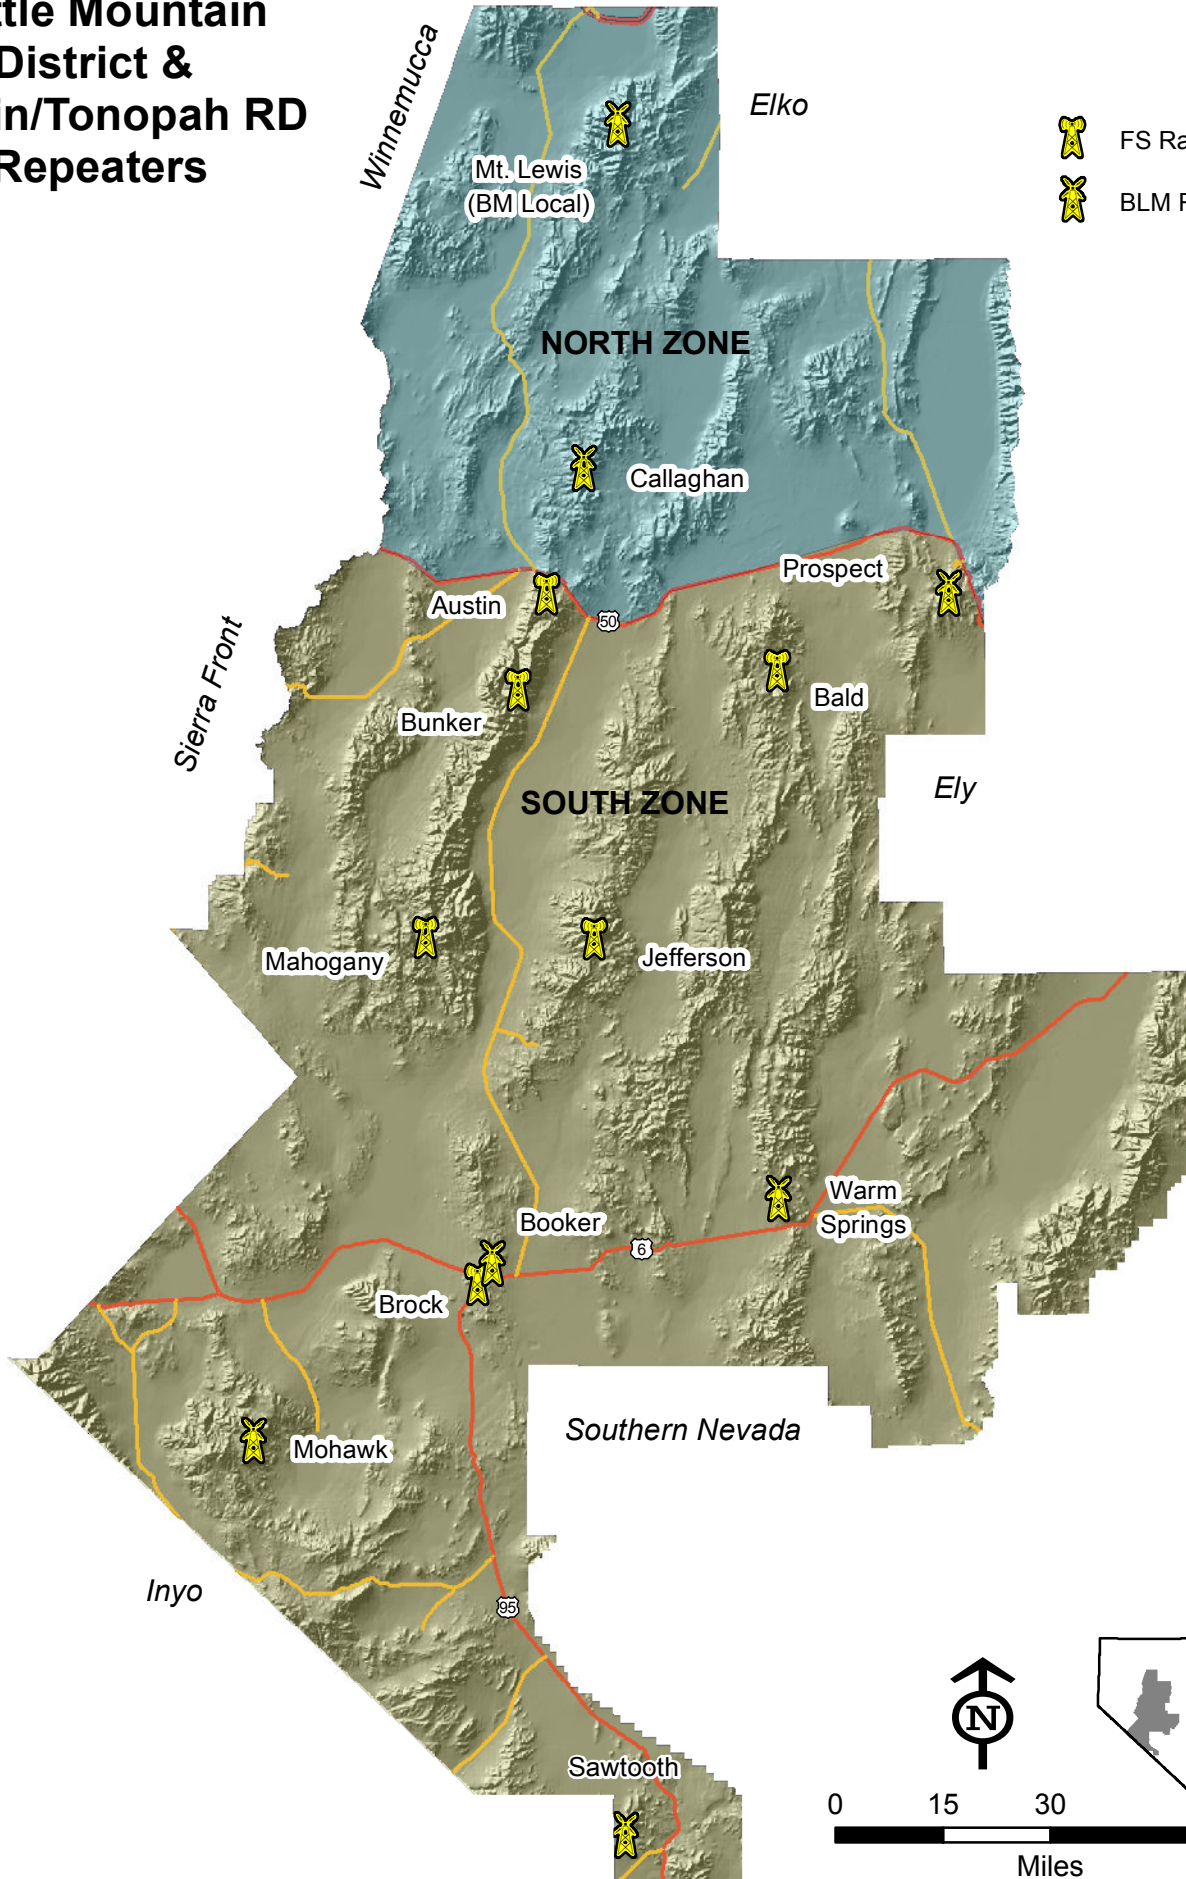 ttle Mountain
District &
in/Tonopah RD
Repeaters
Winnemucca
Elko
FS Ra
BLM F
Mt. Lewis
(BM Local)
NORTH ZONE
Callaghan
Prospect
Austin
50
Sierra Front
Bald
Bunker
Ely
SOUTH ZONE
Mahogany
Jefferson
Warm
Springs
Booker
6
Brock
Southern Nevada
Mohawk
Inyo
95
N
Sawtooth
0 15 30
Miles